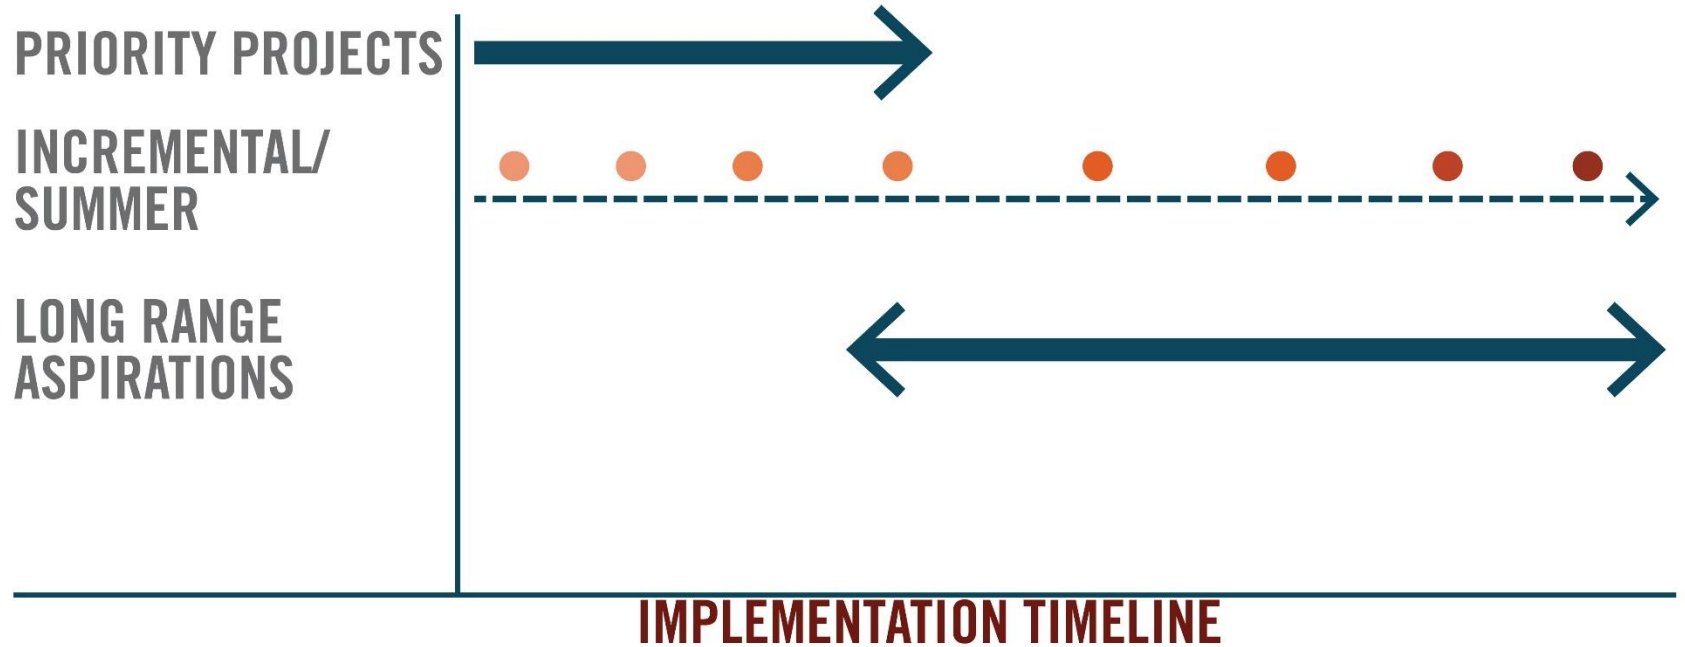 PRIORITY PROJECTS
INCREMENTAL/
SUMMER
LONG RANGE
ASPIRATIONS
IMPLEMENTATION TIMELINE